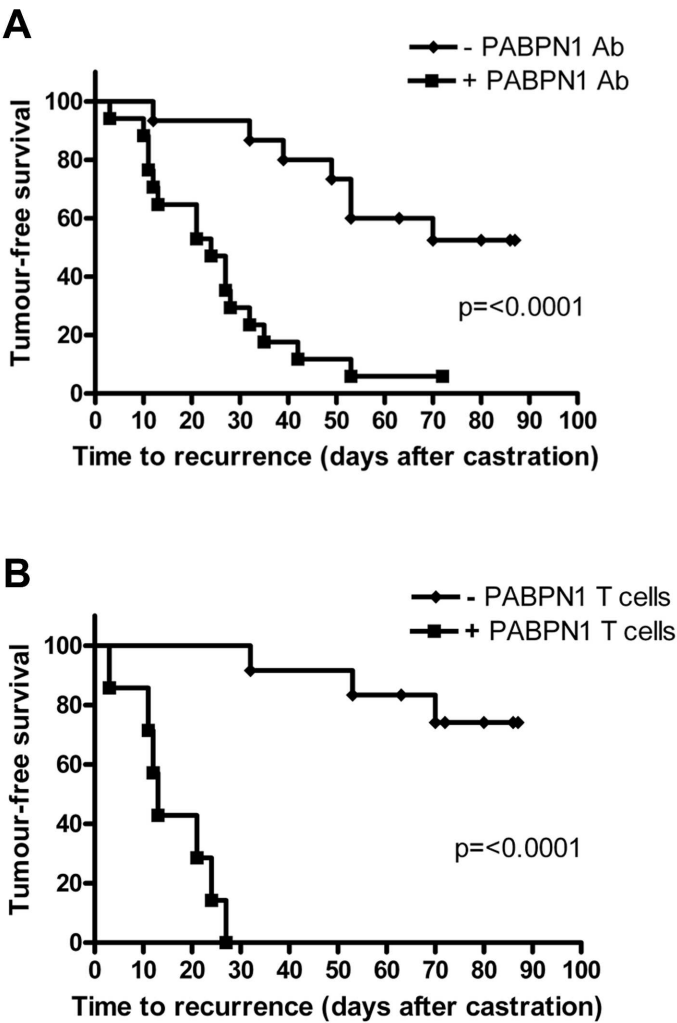 A
- PABPN1 Ab
+ PABPN1 Ab
Tumour-free survival
100
80
60
40
20
0
p=<0.0001
0 10 20 30 40 50 60 70 80 90 100
Time to recurrence (days after castration)
B
- PABPN1 T cells
+ PABPN1 T cells
Tumour-free survival
100
80
60
40
20
0
p=<0.0001
0 10 20 30 40 50 60 70 80 90 100
Time to recurrence (days after castration)